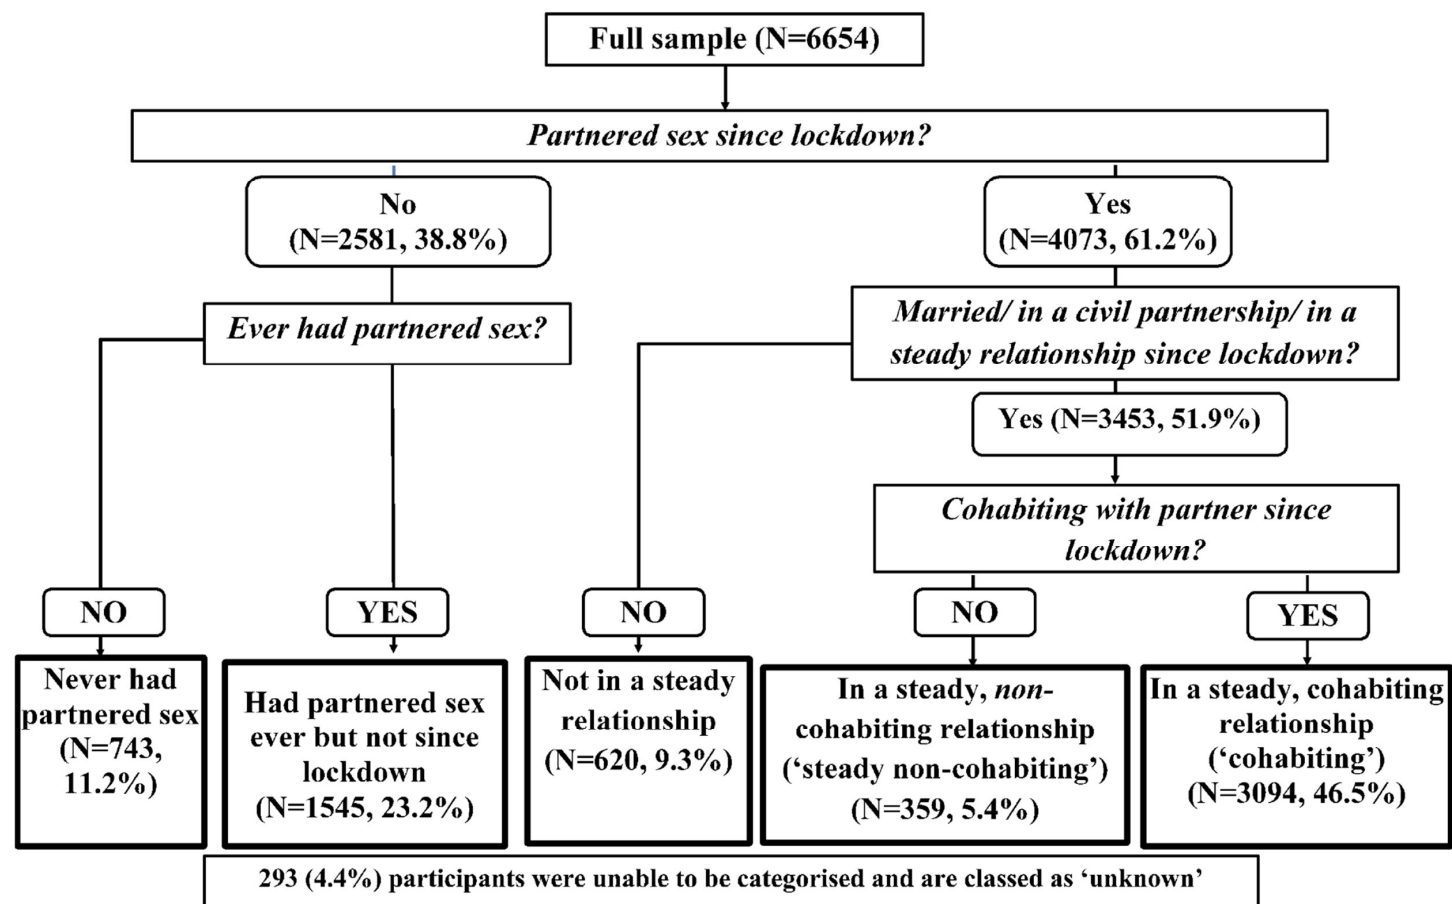 Full sample (N=6654)
Partnered sex since lockdown?
No
(N=2581, 38.8%)
Yes
(N=4073, 61.2%)
Ever had partnered sex?
Married/ in a civil partnership/ in a
steady relationship since lockdown?
Yes (N=3453, 51.9%)
Cohabiting with partner since
lockdown?
NO
YES
NO
NO
YES
Never had
partnered sex
(N=743,
11.2%)
Had partnered sex
ever but not since
lockdown
(N=1545, 23.2%)
Not in a steady
relationship
(N=620, 9.3%)
In a steady, non-
cohabiting relationship
(‘steady non-cohabiting’)
(N=359, 5.4%)
In a steady, cohabiting
relationship
(‘cohabiting’)
(N=3094, 46.5%)
293 (4.4%) participants were unable to be categorised and are classed as ‘unknown’